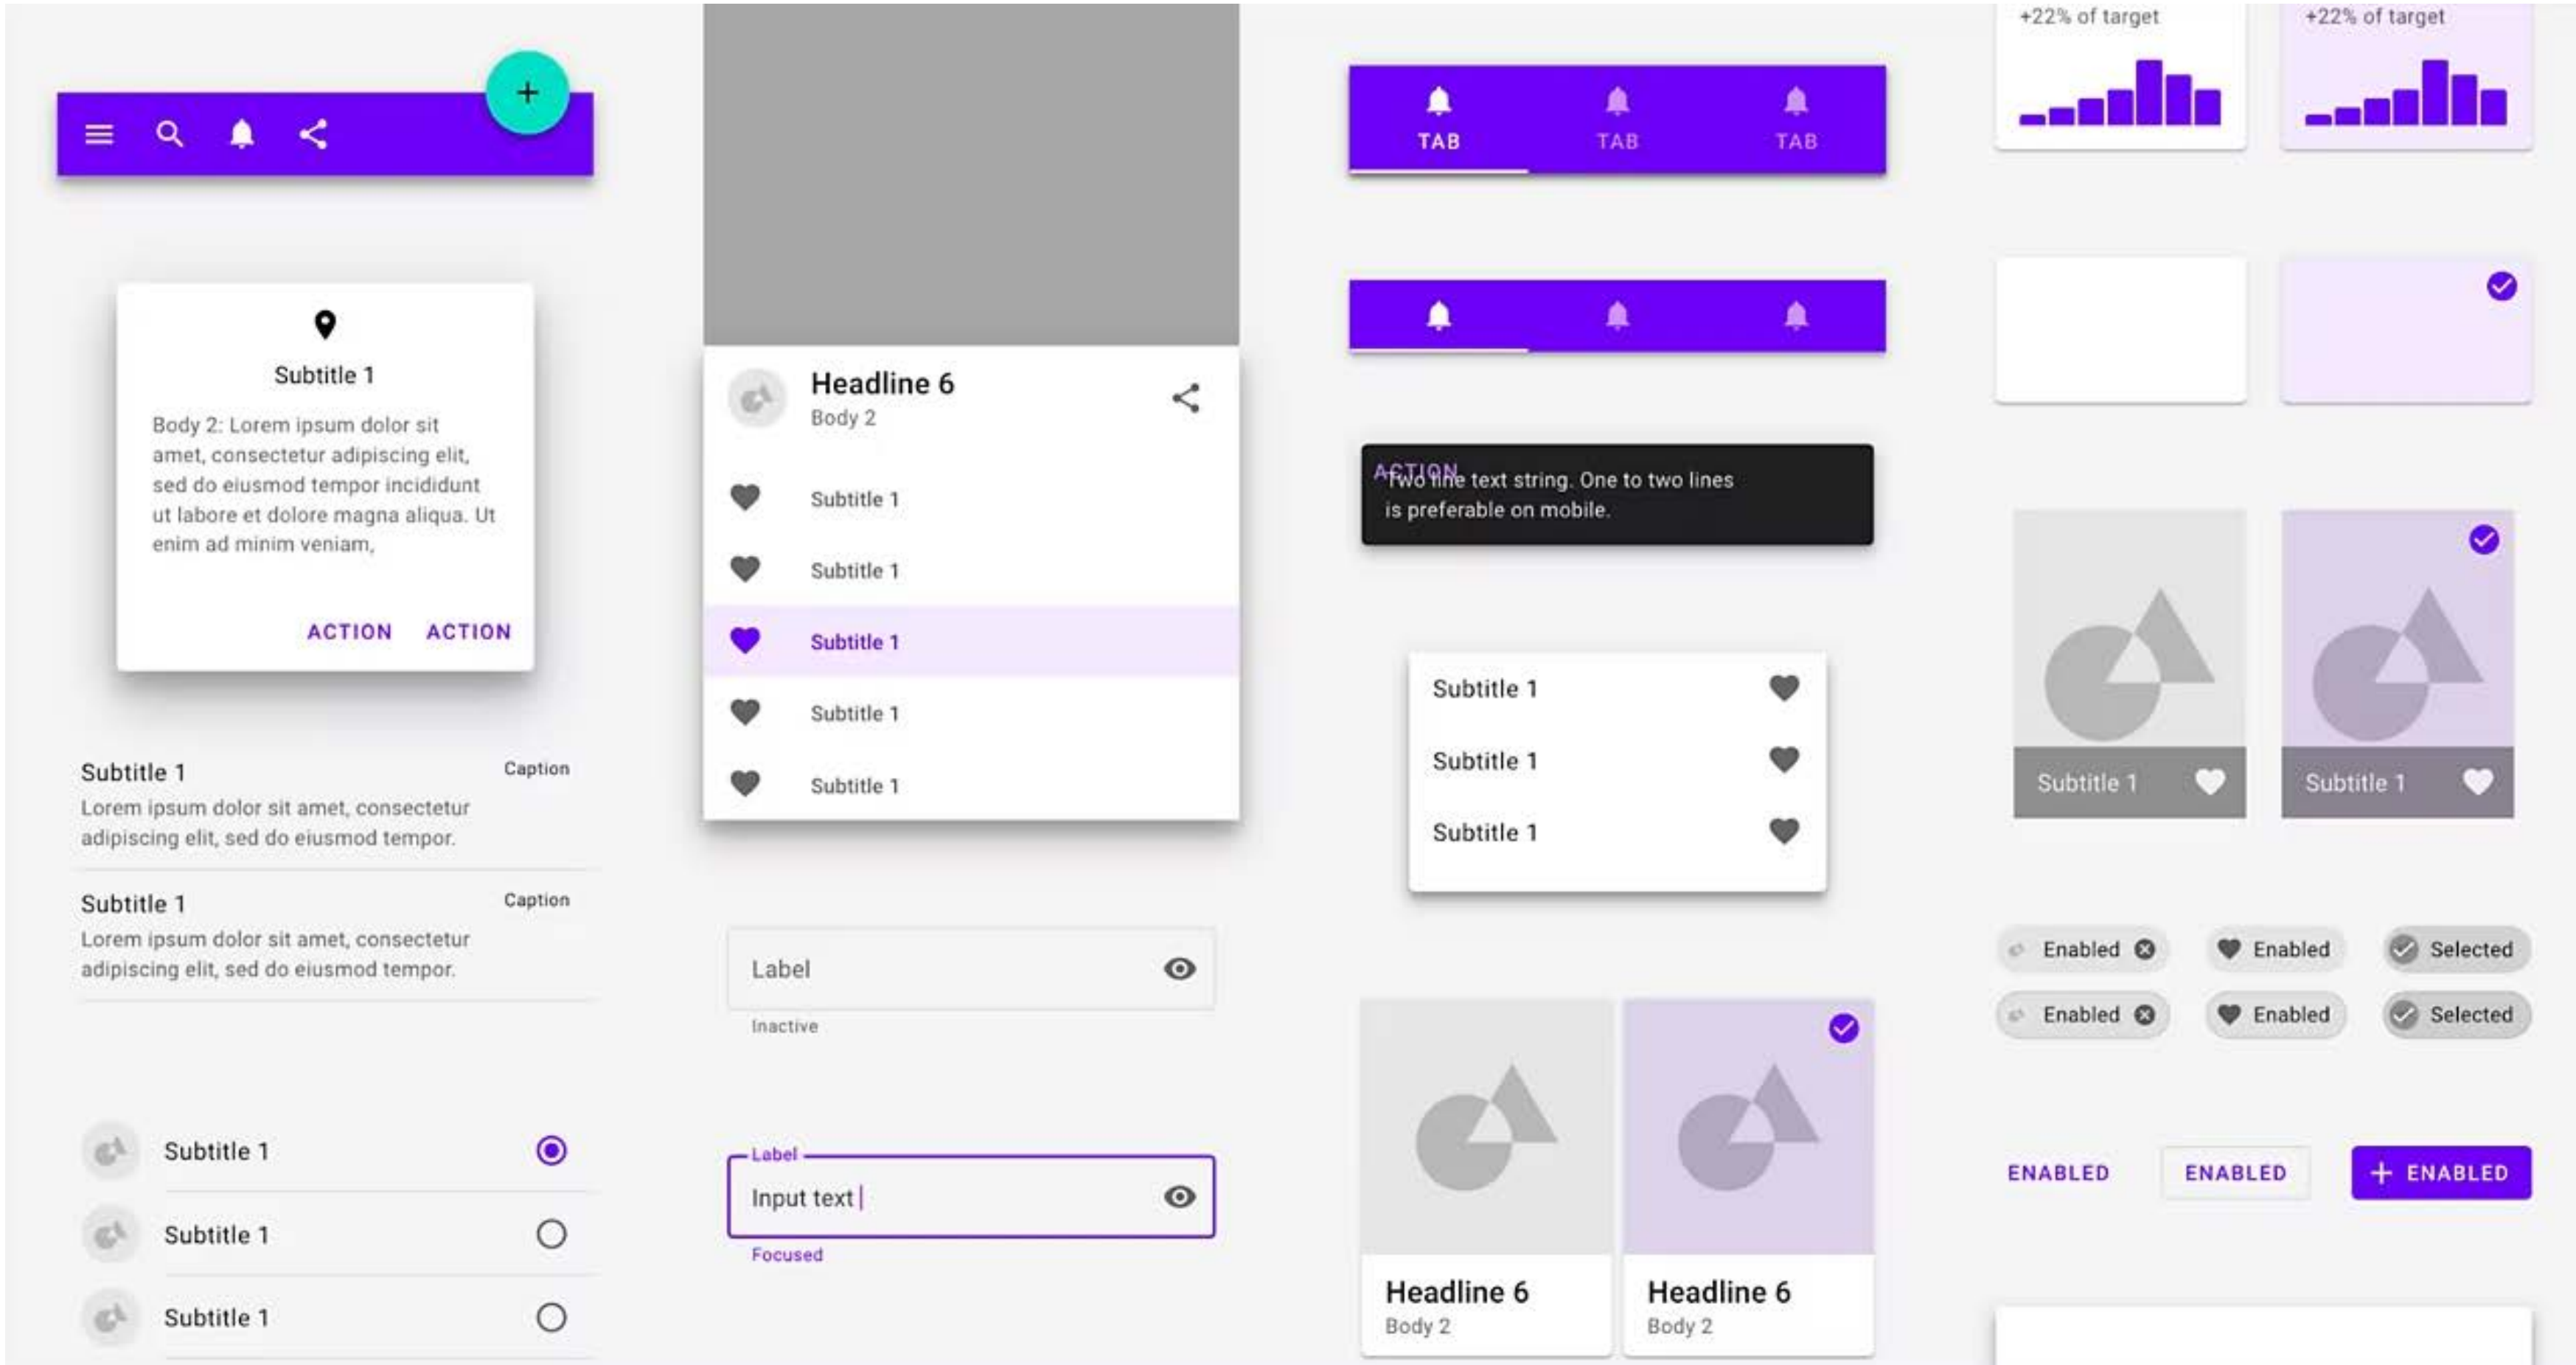 Subtitle 1
Body 2: Lorem ipsum dolor sit
amet, consectetur adipiscing elit,
sed do eiusmod tempor incididunt
ut labore et dolore magna aliqua. Ut
enim ad minim veniam,
ACTION ACTION
Subtitle 1 Caption
Lorem ipsum dolor sit amet, consectetur
adipiscing elit, sed do eiusmod tempor.
Subtitle 1 Caption
Lorem ipsum dolor sit amet, consectetur
adipiscing elit, sed do eiusmod tempor.
Subtitle 1
Subtitle 1
Subtitle 1
Headline 6
Body 2
Subtitle 1
Subtitle 1
Subtitle 1
Subtitle 1
Subtitle 1
Label
Inactive
Label
Input text
Focused
TAB TAB TAB
ACTION
Two line text string. One to two lines
is preferable on mobile.
Subtitle 1
Subtitle 1
Subtitle 1
Headline 6
Body 2
Headline 6
Body 2
+22% of target
+22% of target
Subtitle 1
Subtitle 1
Enabled Enabled Selected
Enabled Enabled Selected
ENABLED ENABLED + ENABLED